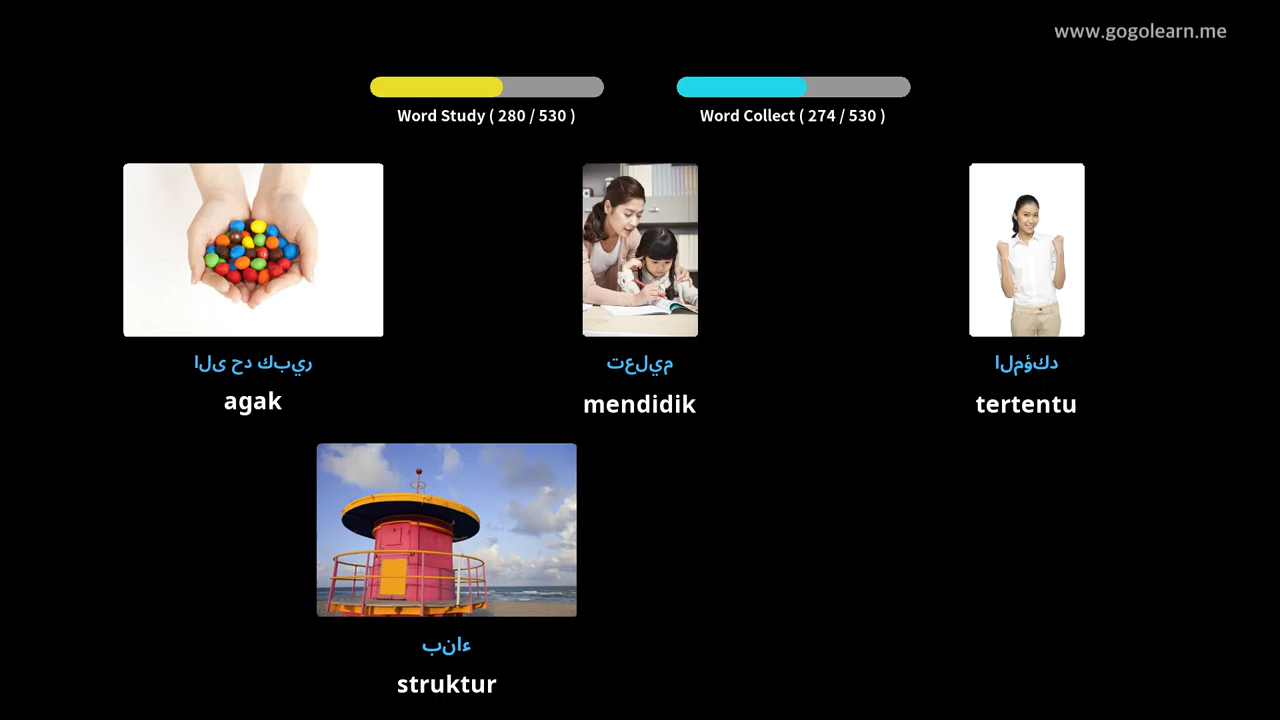 www.gogolearn.me
Word Study ( 280 / 530 )
Word Collect ( 274 / 530 )
الى حد كبير
agak
تعليم
mendidik
المؤكد
tertentu
بناء
struktur